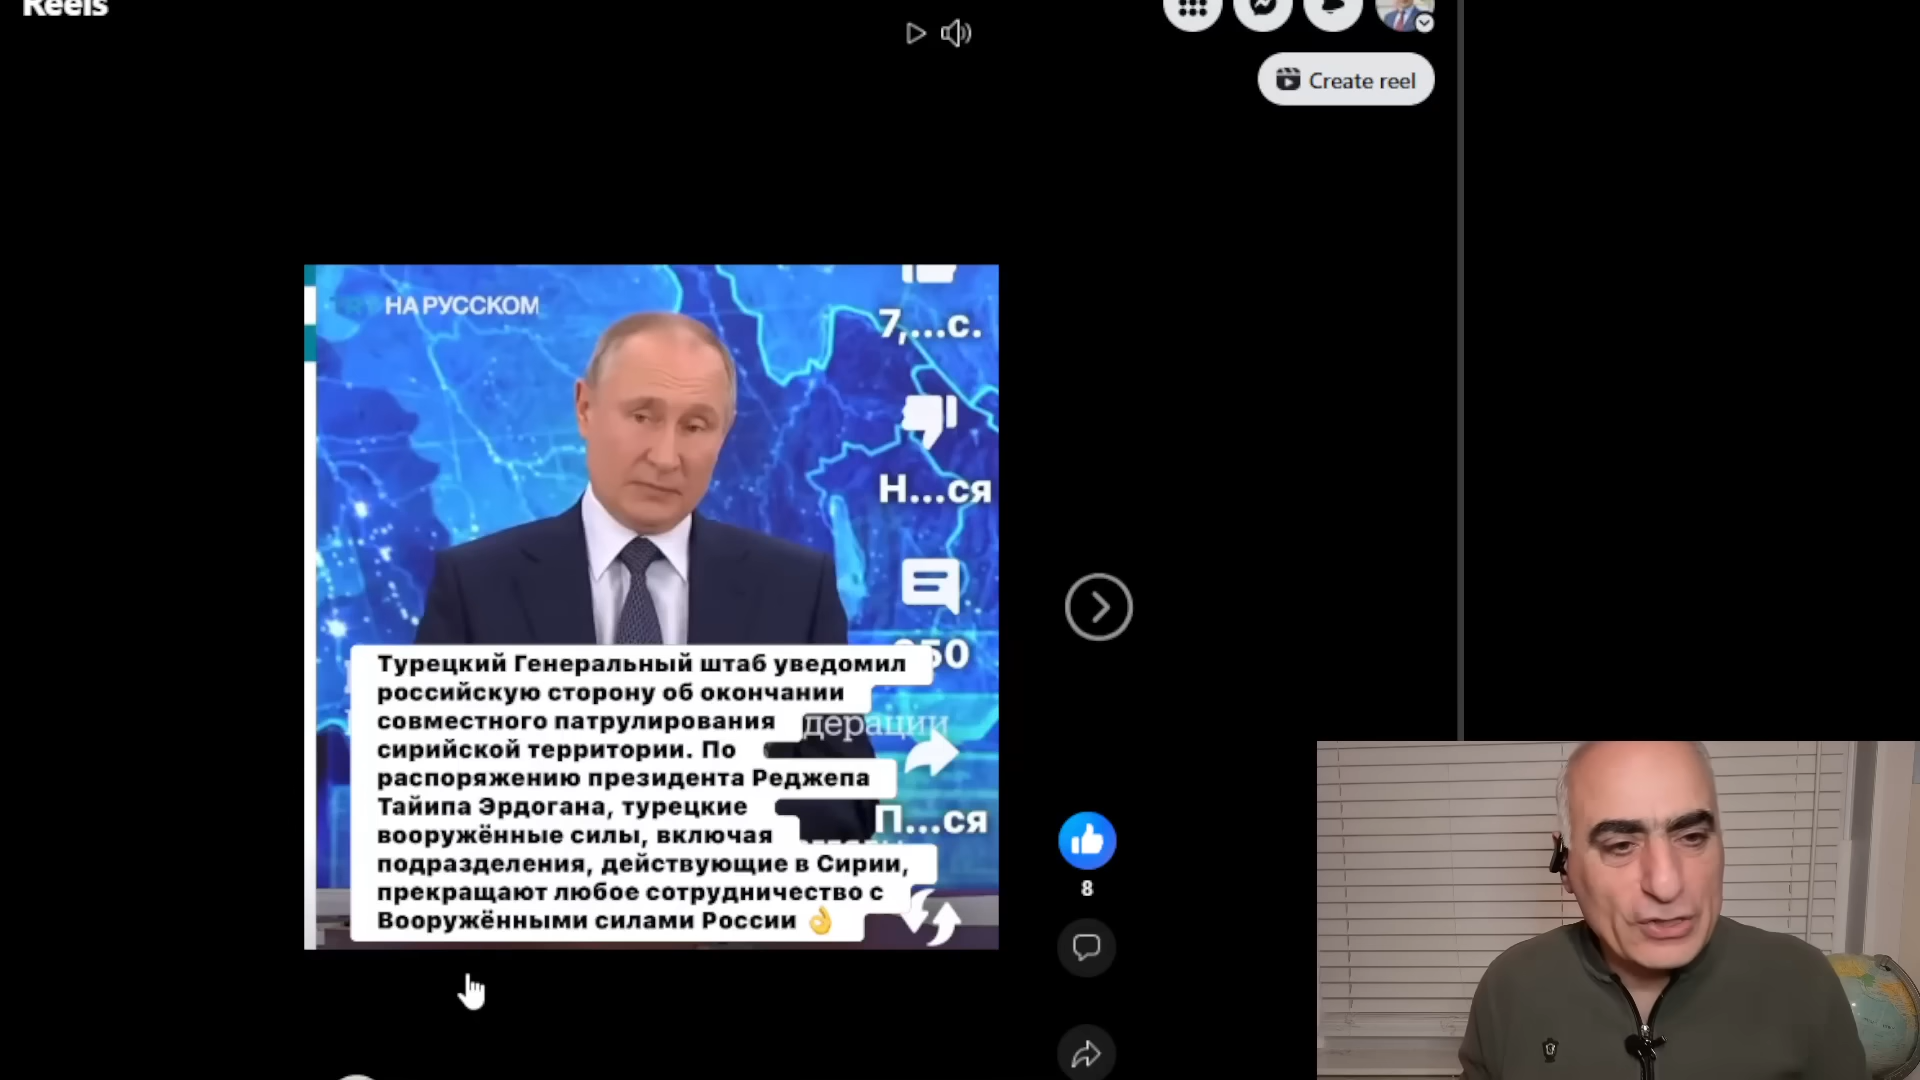 Reels
Create reel
НА РУССКОМ
7,...с.
Н...ся
Турецкий Генеральный штаб уведомил
российскую сторону об окончании
совместного патрулирования
сирийской территории. По
распоряжению президента Реджепа
Тайипа Эрдогана, турецкие
вооружённые силы, включая
подразделения, действующие в Сирии,
прекращают любое сотрудничество с
Вооружёнными силами России 👌
П...ся
8